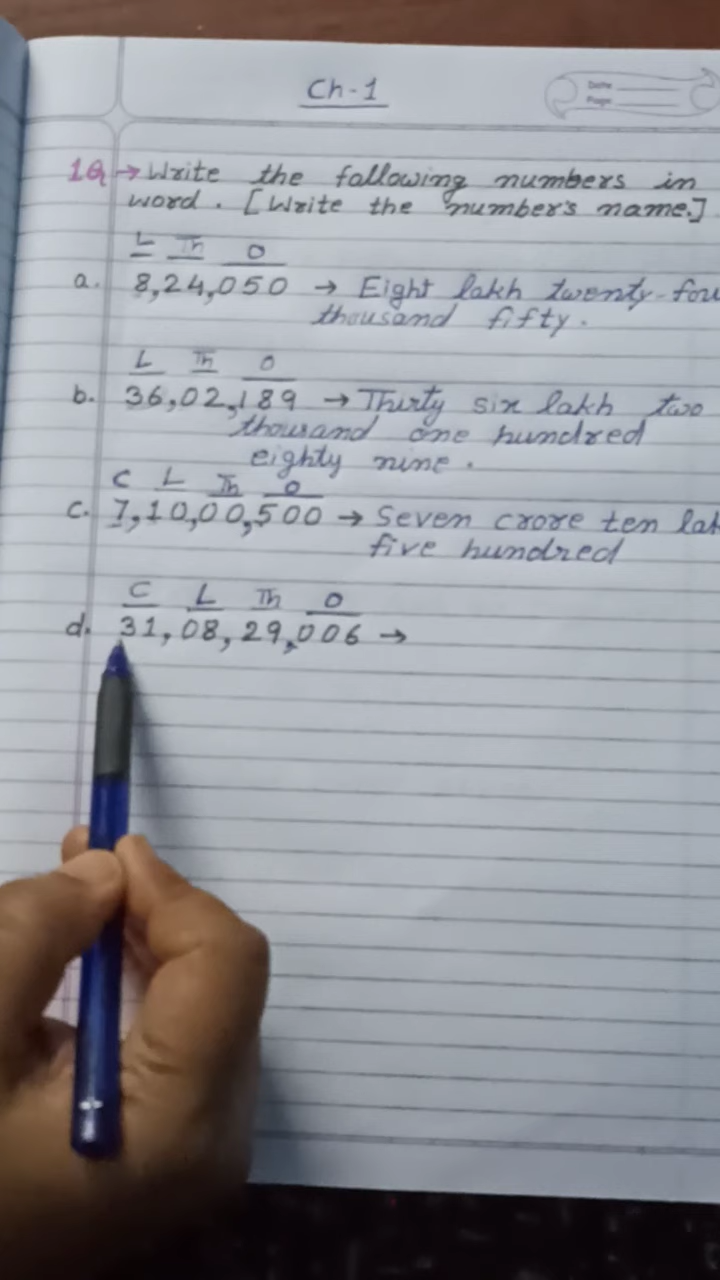 Ch-1
Date
Page
1Q → Write the following numbers in
word. [Write the number's name.]
L Th O
a. 8,24,050 → Eight lakh twenty-fou
thousand fifty.
L Th O
b. 36,02,189 → Thirty six lakh two
thousand one hundred
eighty nine.
C L Th O
c. 7,10,00,500 → Seven crore ten lak
five hundred
C L Th O
d. 31,08,29,006 →